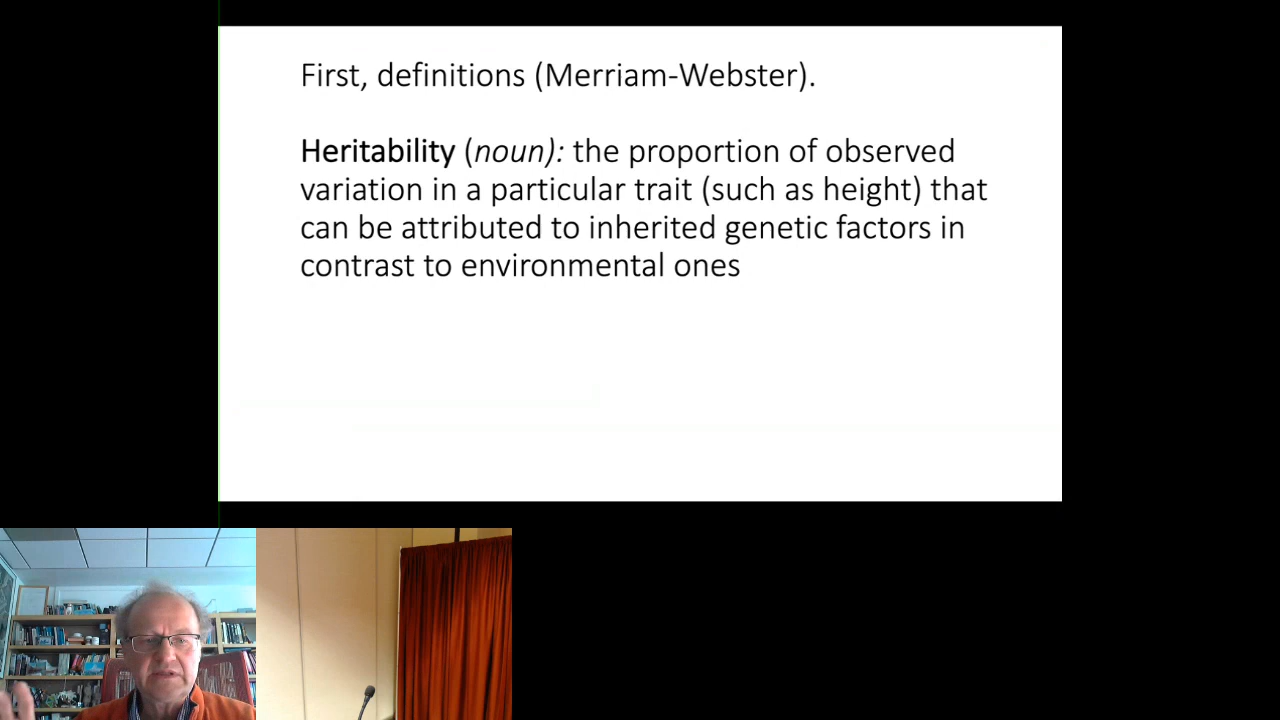 First, definitions (Merriam-Webster).
Heritability (noun): the proportion of observed
variation in a particular trait (such as height) that
can be attributed to inherited genetic factors in
contrast to environmental ones